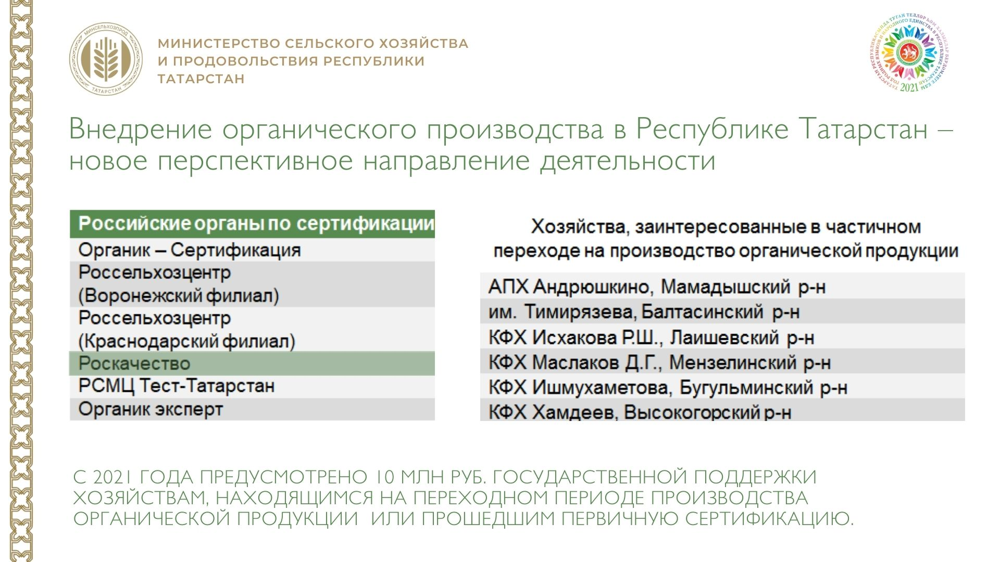 МИНСЕЛЬХОЗПРОД
ТАТАРСТАН
МИНИСТЕРСТВО СЕЛЬСКОГО ХОЗЯЙСТВА
И ПРОДОВОЛЬСТВИЯ РЕСПУБЛИКИ
ТАТАРСТАН
ТАТАРСТАН РЕСПУБЛИКАСЫНДА ТУГАН ТЕЛЛӘР ҺӘМ ХАЛЫКЛАР БЕРДӘМЛЕГЕ ЕЛЫ
ГОД РОДНЫХ ЯЗЫКОВ И НАРОДНОГО ЕДИНСТВА В РЕСПУБЛИКЕ ТАТАРСТАН
2021
Внедрение органического производства в Республике Татарстан –
новое перспективное направление деятельности
Российские органы по сертификации
Органик – Сертификация
Россельхозцентр
(Воронежский филиал)
Россельхозцентр
(Краснодарский филиал)
Роскачество
РСМЦ Тест-Татарстан
Органик эксперт
Хозяйства, заинтересованные в частичном
переходе на производство органической продукции
АПХ Андрюшкино, Мамадышский р-н
им. Тимирязева, Балтасинский р-н
КФХ Исхакова Р.Ш., Лаишевский р-н
КФХ Маслаков Д.Г., Мензелинский р-н
КФХ Ишмухаметова, Бугульминский р-н
КФХ Хамдеев, Высокогорский р-н
С 2021 ГОДА ПРЕДУСМОТРЕНО 10 МЛН РУБ. ГОСУДАРСТВЕННОЙ ПОДДЕРЖКИ
ХОЗЯЙСТВАМ, НАХОДЯЩИМСЯ НА ПЕРЕХОДНОМ ПЕРИОДЕ ПРОИЗВОДСТВА
ОРГАНИЧЕСКОЙ ПРОДУКЦИИ ИЛИ ПРОШЕДШИМ ПЕРВИЧНУЮ СЕРТИФИКАЦИЮ.